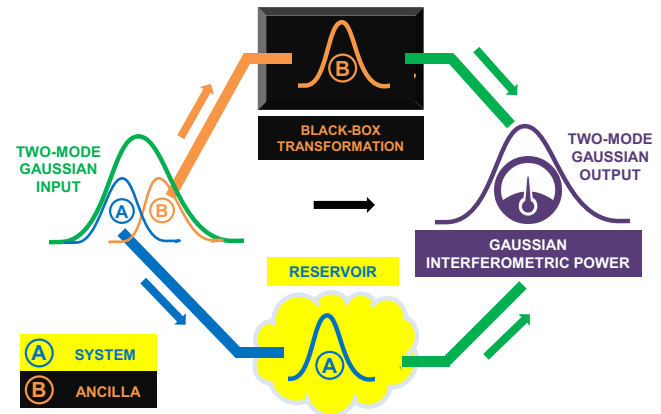 B
BLACK-BOX
TRANSFORMATION
TWO-MODE
GAUSSIAN
INPUT
A
B
TWO-MODE
GAUSSIAN
OUTPUT
GAUSSIAN
INTERFEROMETRIC POWER
RESERVOIR
A
A SYSTEM
B ANCILLA